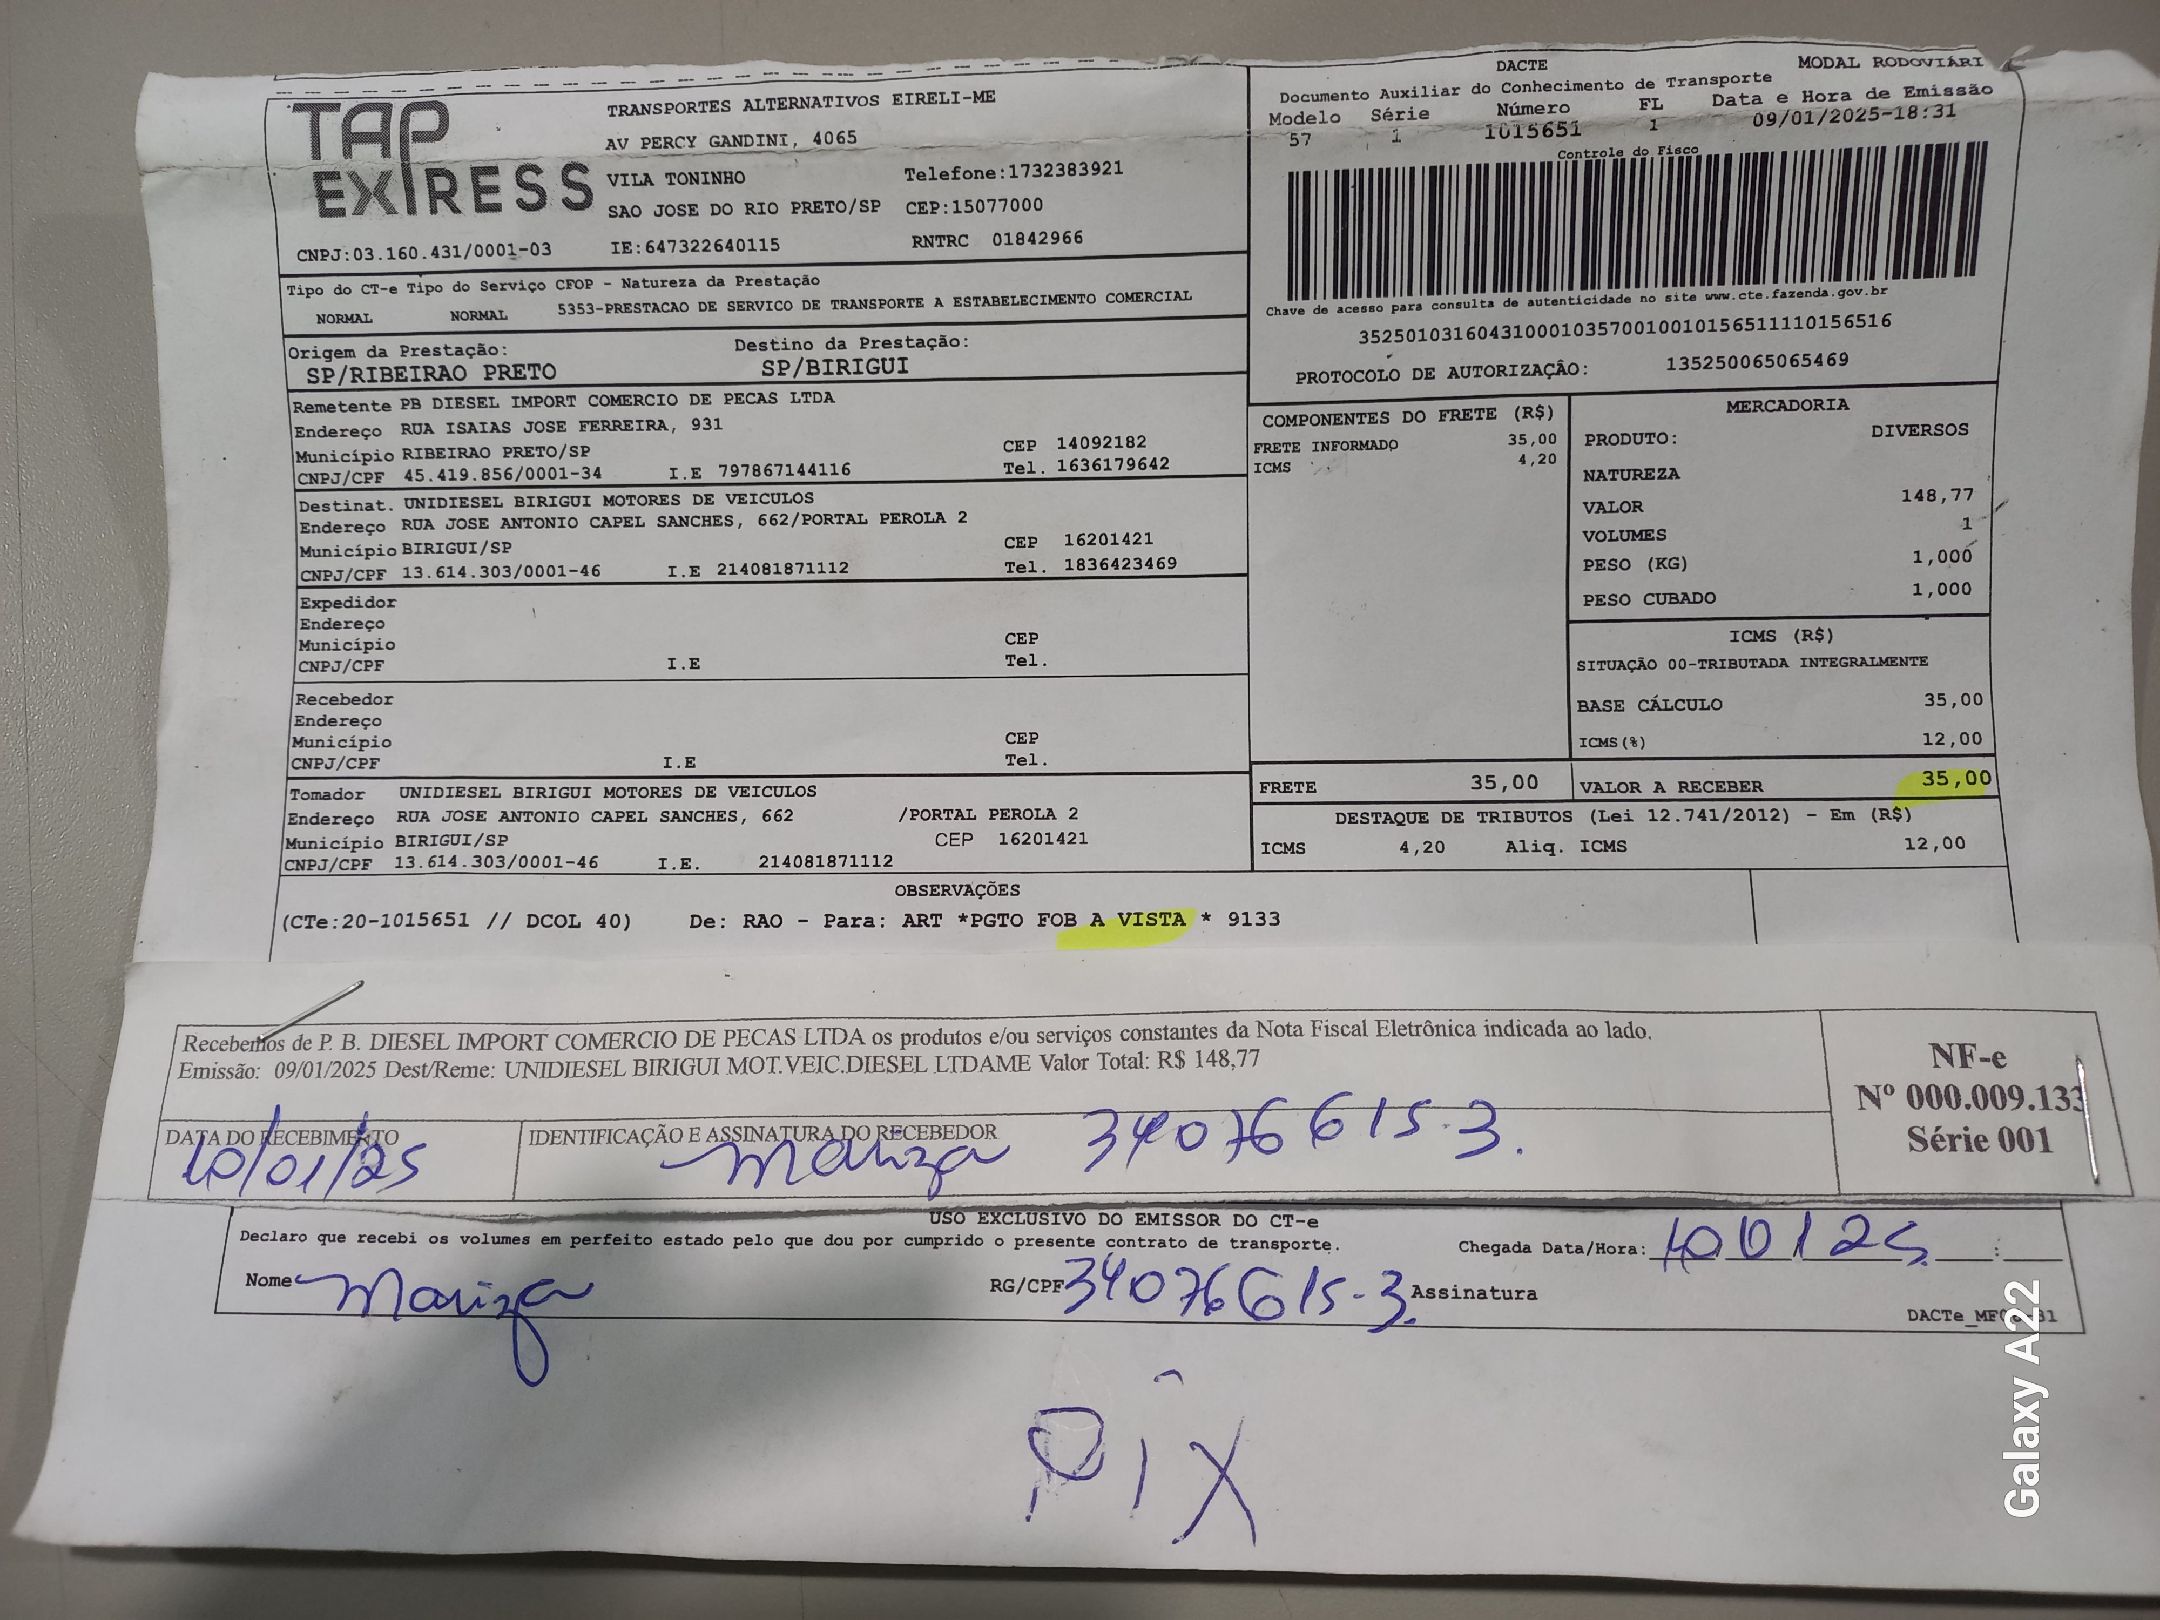 TAP EXPRESS
TRANSPORTES ALTERNATIVOS EIRELI-ME
AV PERCY GANDINI, 4065
VILA TONINHO Telefone:1732383921
SAO JOSE DO RIO PRETO/SP CEP:15077000
CNPJ:03.160.431/0001-03 IE:647322640115 RNTRC 01842966
DACTE MODAL RODOVIÁRI
Documento Auxiliar do Conhecimento de Transporte
Modelo Série Número FL Data e Hora de Emissão
57 1 1015651 1 09/01/2025-18:31
Controle do Fisco
Chave de acesso para consulta de autenticidade no site www.cte.fazenda.gov.br
35250103160431000103570010010156511110156516
PROTOCOLO DE AUTORIZAÇÃO: 135250065065469
Tipo do CT-e Tipo do Serviço CFOP - Natureza da Prestação
NORMAL NORMAL 5353-PRESTACAO DE SERVICO DE TRANSPORTE A ESTABELECIMENTO COMERCIAL
Origem da Prestação: Destino da Prestação:
SP/RIBEIRAO PRETO SP/BIRIGUI
Remetente PB DIESEL IMPORT COMERCIO DE PECAS LTDA
Endereço RUA ISAIAS JOSE FERREIRA, 931
Município RIBEIRAO PRETO/SP CEP 14092182
CNPJ/CPF 45.419.856/0001-34 I.E 797867144116 Tel. 1636179642
Destinat. UNIDIESEL BIRIGUI MOTORES DE VEICULOS
Endereço RUA JOSE ANTONIO CAPEL SANCHES, 662/PORTAL PEROLA 2
Município BIRIGUI/SP CEP 16201421
CNPJ/CPF 13.614.303/0001-46 I.E 214081871112 Tel. 1836423469
Expedidor
Endereço
Município CEP
CNPJ/CPF I.E Tel.
Recebedor
Endereço
Município CEP
CNPJ/CPF I.E Tel.
Tomador UNIDIESEL BIRIGUI MOTORES DE VEICULOS
Endereço RUA JOSE ANTONIO CAPEL SANCHES, 662 /PORTAL PEROLA 2
Município BIRIGUI/SP CEP 16201421
CNPJ/CPF 13.614.303/0001-46 I.E. 214081871112
COMPONENTES DO FRETE (R$)
FRETE INFORMADO 35,00
ICMS 4,20
MERCADORIA
PRODUTO: DIVERSOS
NATUREZA
VALOR 148,77
VOLUMES 1
PESO (KG) 1,000
PESO CUBADO 1,000
ICMS (R$)
SITUAÇÃO 00-TRIBUTADA INTEGRALMENTE
BASE CÁLCULO 35,00
ICMS(%) 12,00
FRETE 35,00 VALOR A RECEBER 35,00
DESTAQUE DE TRIBUTOS (Lei 12.741/2012) - Em (R$)
ICMS 4,20 Aliq. ICMS 12,00
OBSERVAÇÕES
(CTe:20-1015651 // DCOL 40) De: RAO - Para: ART *PGTO FOB A VISTA * 9133
Recebemos de P. B. DIESEL IMPORT COMERCIO DE PECAS LTDA os produtos e/ou serviços constantes da Nota Fiscal Eletrônica indicada ao lado.
Emissão: 09/01/2025 Dest/Reme: UNIDIESEL BIRIGUI MOT.VEIC.DIESEL LTDAME Valor Total: R$ 148,77
NF-e
Nº 000.009.133
Série 001
DATA DO RECEBIMENTO IDENTIFICAÇÃO E ASSINATURA DO RECEBEDOR
10/01/25 Mariza 34076615-3.
USO EXCLUSIVO DO EMISSOR DO CT-e
Declaro que recebi os volumes em perfeito estado pelo que dou por cumprido o presente contrato de transporte. Chegada Data/Hora: 10 01 25 :
Nome Mariza RG/CPF 34076615-3. Assinatura
PIX
Galaxy A22